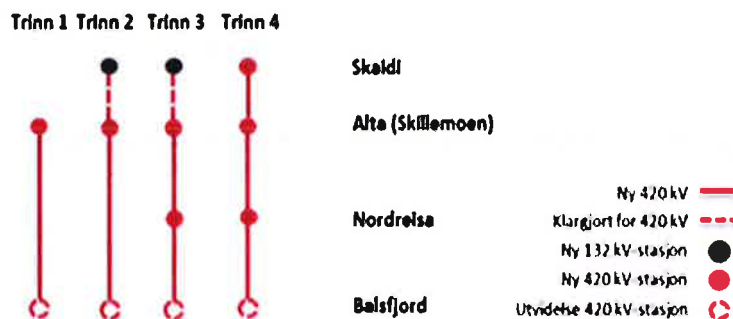 Trinn 1 Trinn 2 Trinn 3 Trinn 4
Skaidi
Alta (Skillemoen)
Ny 420 kV
Nordreisa
Klargjort for 420 kV
Ny 132 kV-stasjon
Ny 420 kV-stasjon
Balsfjord
Utvidelse 420 kV-stasjon